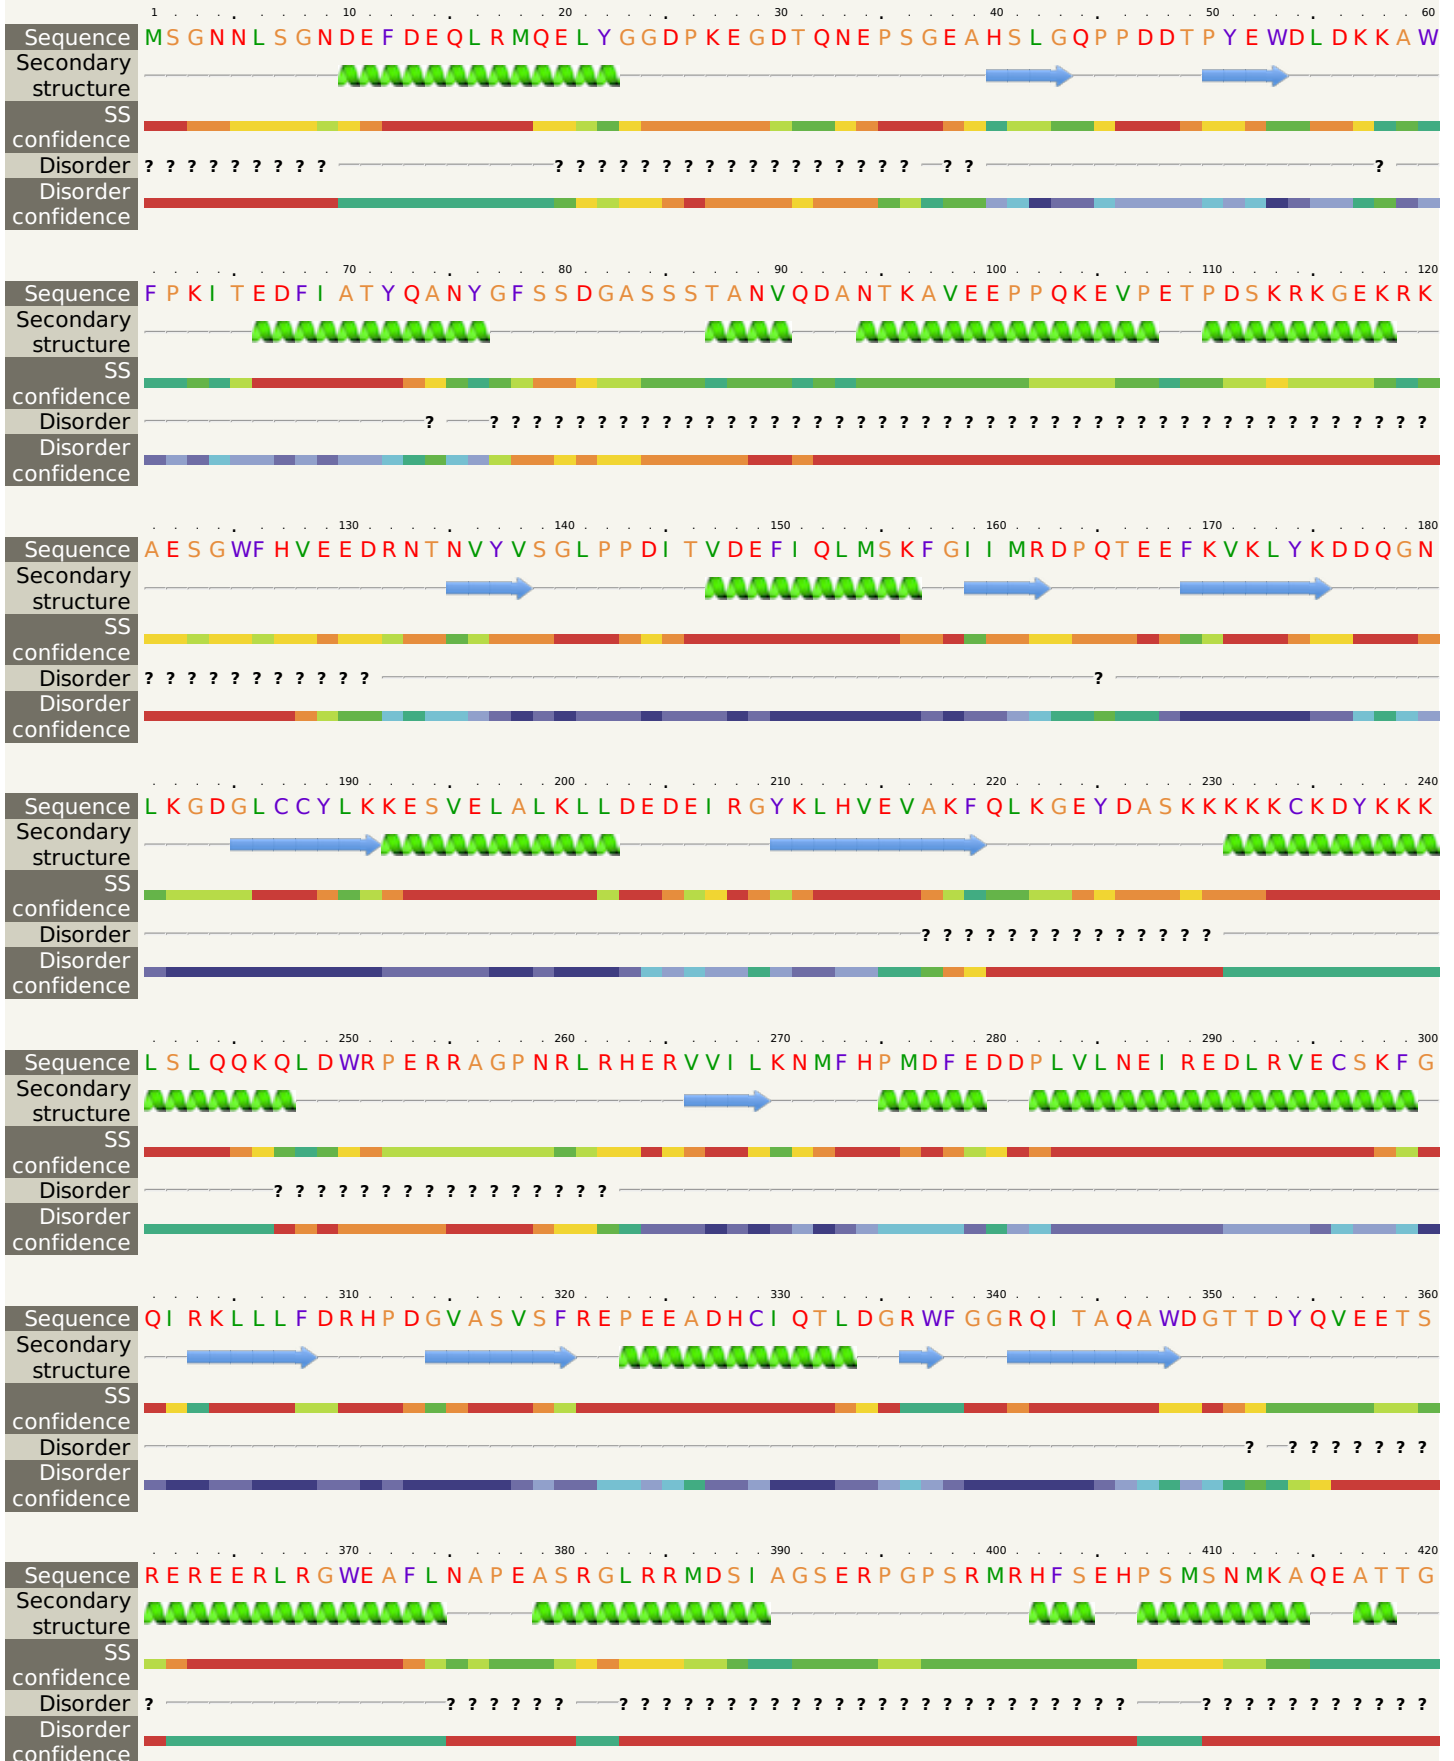 1 10 20 30 40 50 60
Sequence MSGNNLSGNDEFDEQLRMQELYGGDPKEGDTQNEPSGEAHSLGQPPDDTPYEWDLDKKAW
Secondary
structure
SS
confidence
Disorder ? ? ? ? ? ? ? ? ? ? ? ? ? ? ? ? ? ? ? ? ? ? ? ? ? ? ? ? ?
Disorder
confidence
70 80 90 100 110 120
Sequence FPKITEDFIATYQANYGFSSDGASSSTANVQDANTKAVEEPPQKEVPETPDSKRKGEKRK
Secondary
structure
SS
confidence
Disorder ? ? ? ? ? ? ? ? ? ? ? ? ? ? ? ? ? ? ? ? ? ? ? ? ? ? ? ? ? ? ? ? ? ? ? ? ? ? ? ? ? ? ? ? ?
Disorder
confidence
130 140 150 160 170 180
Sequence AESGWFHVEEDRNTNVYVSGLPPDITVDEFIQLMSKFGIIMRDPQTEEFKVKLYKDDQGN
Secondary
structure
SS
confidence
Disorder ? ? ? ? ? ? ? ? ? ? ? ?
Disorder
confidence
190 200 210 220 230 240
Sequence LKGDGLCCYLKKESVELALKLLDEDEIRGYKLHVEVAKFQLKGEYDASKKKKKCKDYKKK
Secondary
structure
SS
confidence
Disorder ? ? ? ? ? ? ? ? ? ? ? ? ? ?
Disorder
confidence
250 260 270 280 290 300
Sequence LSLQQKQLDWRPERRAGPNRLRHERVVILKNMFHPMDFEDDPLVLNEIREDLRVECSKFG
Secondary
structure
SS
confidence
Disorder ? ? ? ? ? ? ? ? ? ? ? ? ? ? ? ?
Disorder
confidence
310 320 330 340 350 360
Sequence QIRKLLLFDRHPDGVASVSFREPEEADHCIQTLDGRWFGGRQITAQAWDGTTDYQVEETS
Secondary
structure
SS
confidence
Disorder ? ? ? ? ? ? ? ?
Disorder
confidence
370 380 390 400 410 420
Sequence REREERLRGWEAFLNAPEASRGLRRMDSIAGSERPGPSRMRHFSEHPSMSNMKAQEATTG
Secondary
structure
SS
confidence
Disorder ? ? ? ? ? ? ? ? ? ? ? ? ? ? ? ? ? ? ? ? ? ? ? ? ? ? ? ? ? ? ? ? ? ? ? ? ? ? ? ? ? ?
Disorder
confidence